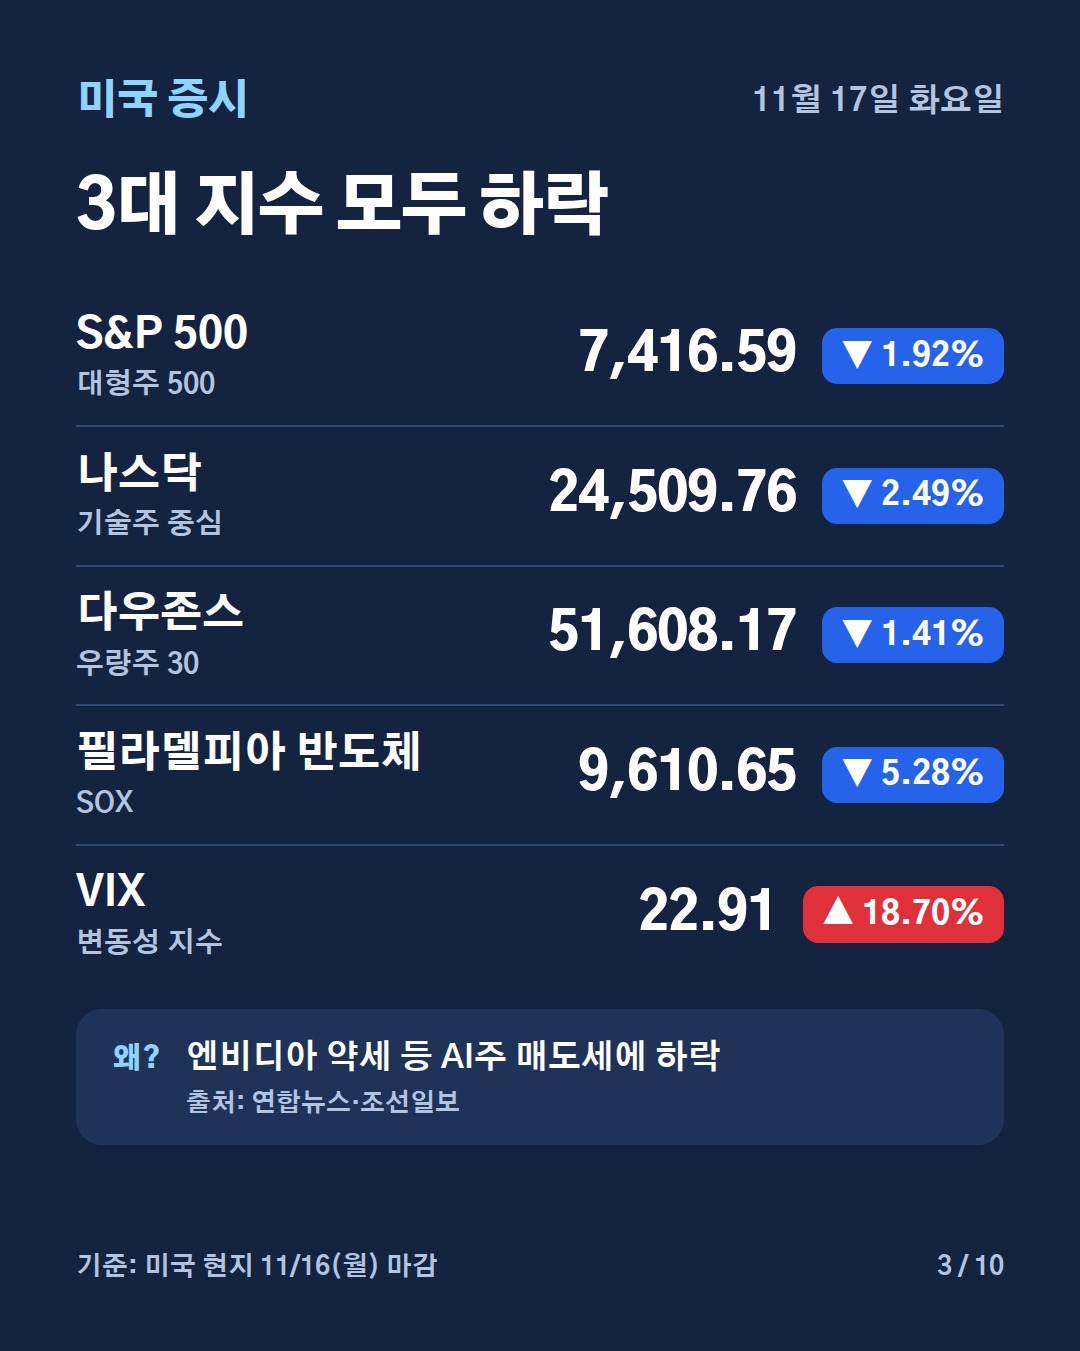 미국 증시
11월 17일 화요일
3대 지수 모두 하락
S&P 500
대형주 500
7,416.59
▼ 1.92%
나스닥
기술주 중심
24,509.76
▼ 2.49%
다우존스
우량주 30
51,608.17
▼ 1.41%
필라델피아 반도체
SOX
9,610.65
▼ 5.28%
VIX
변동성 지수
22.91
▲ 18.70%
왜? 엔비디아 약세 등 AI주 매도세에 하락
출처: 연합뉴스·조선일보
기준: 미국 현지 11/16(월) 마감
3 / 10